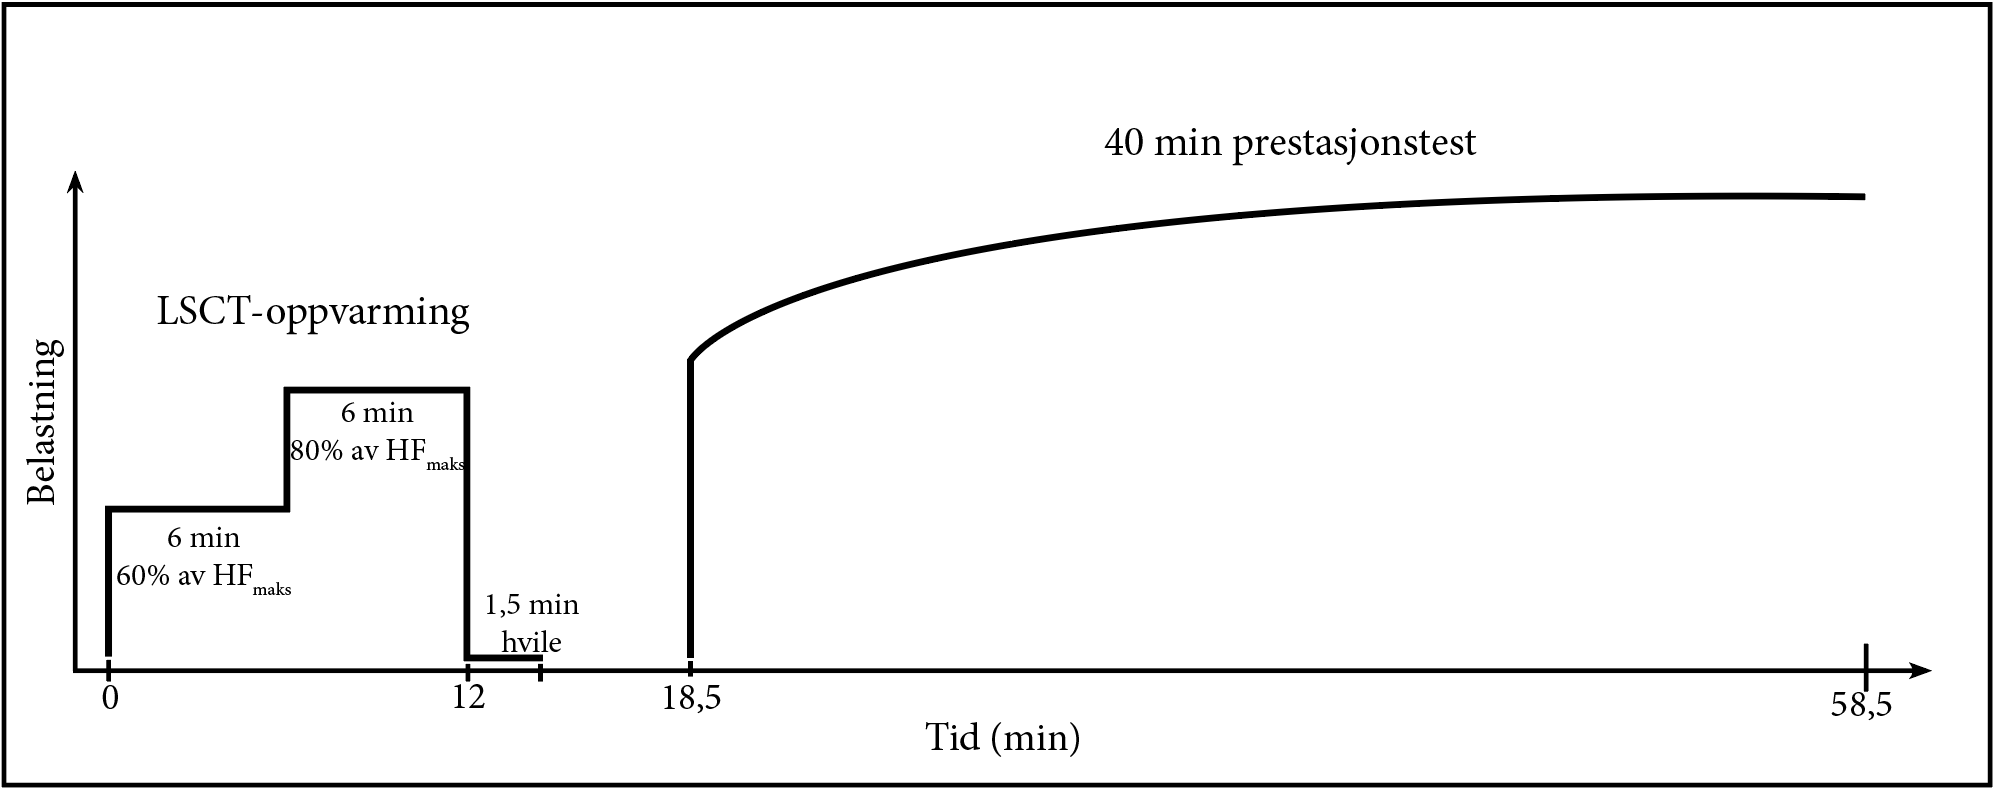 40 min prestasjonstest
LSCT-oppvarming
Belastning
6 min
80% av HFmaks
6 min
60% av HFmaks
1,5 min
hvile
0
12
18,5
58,5
Tid (min)